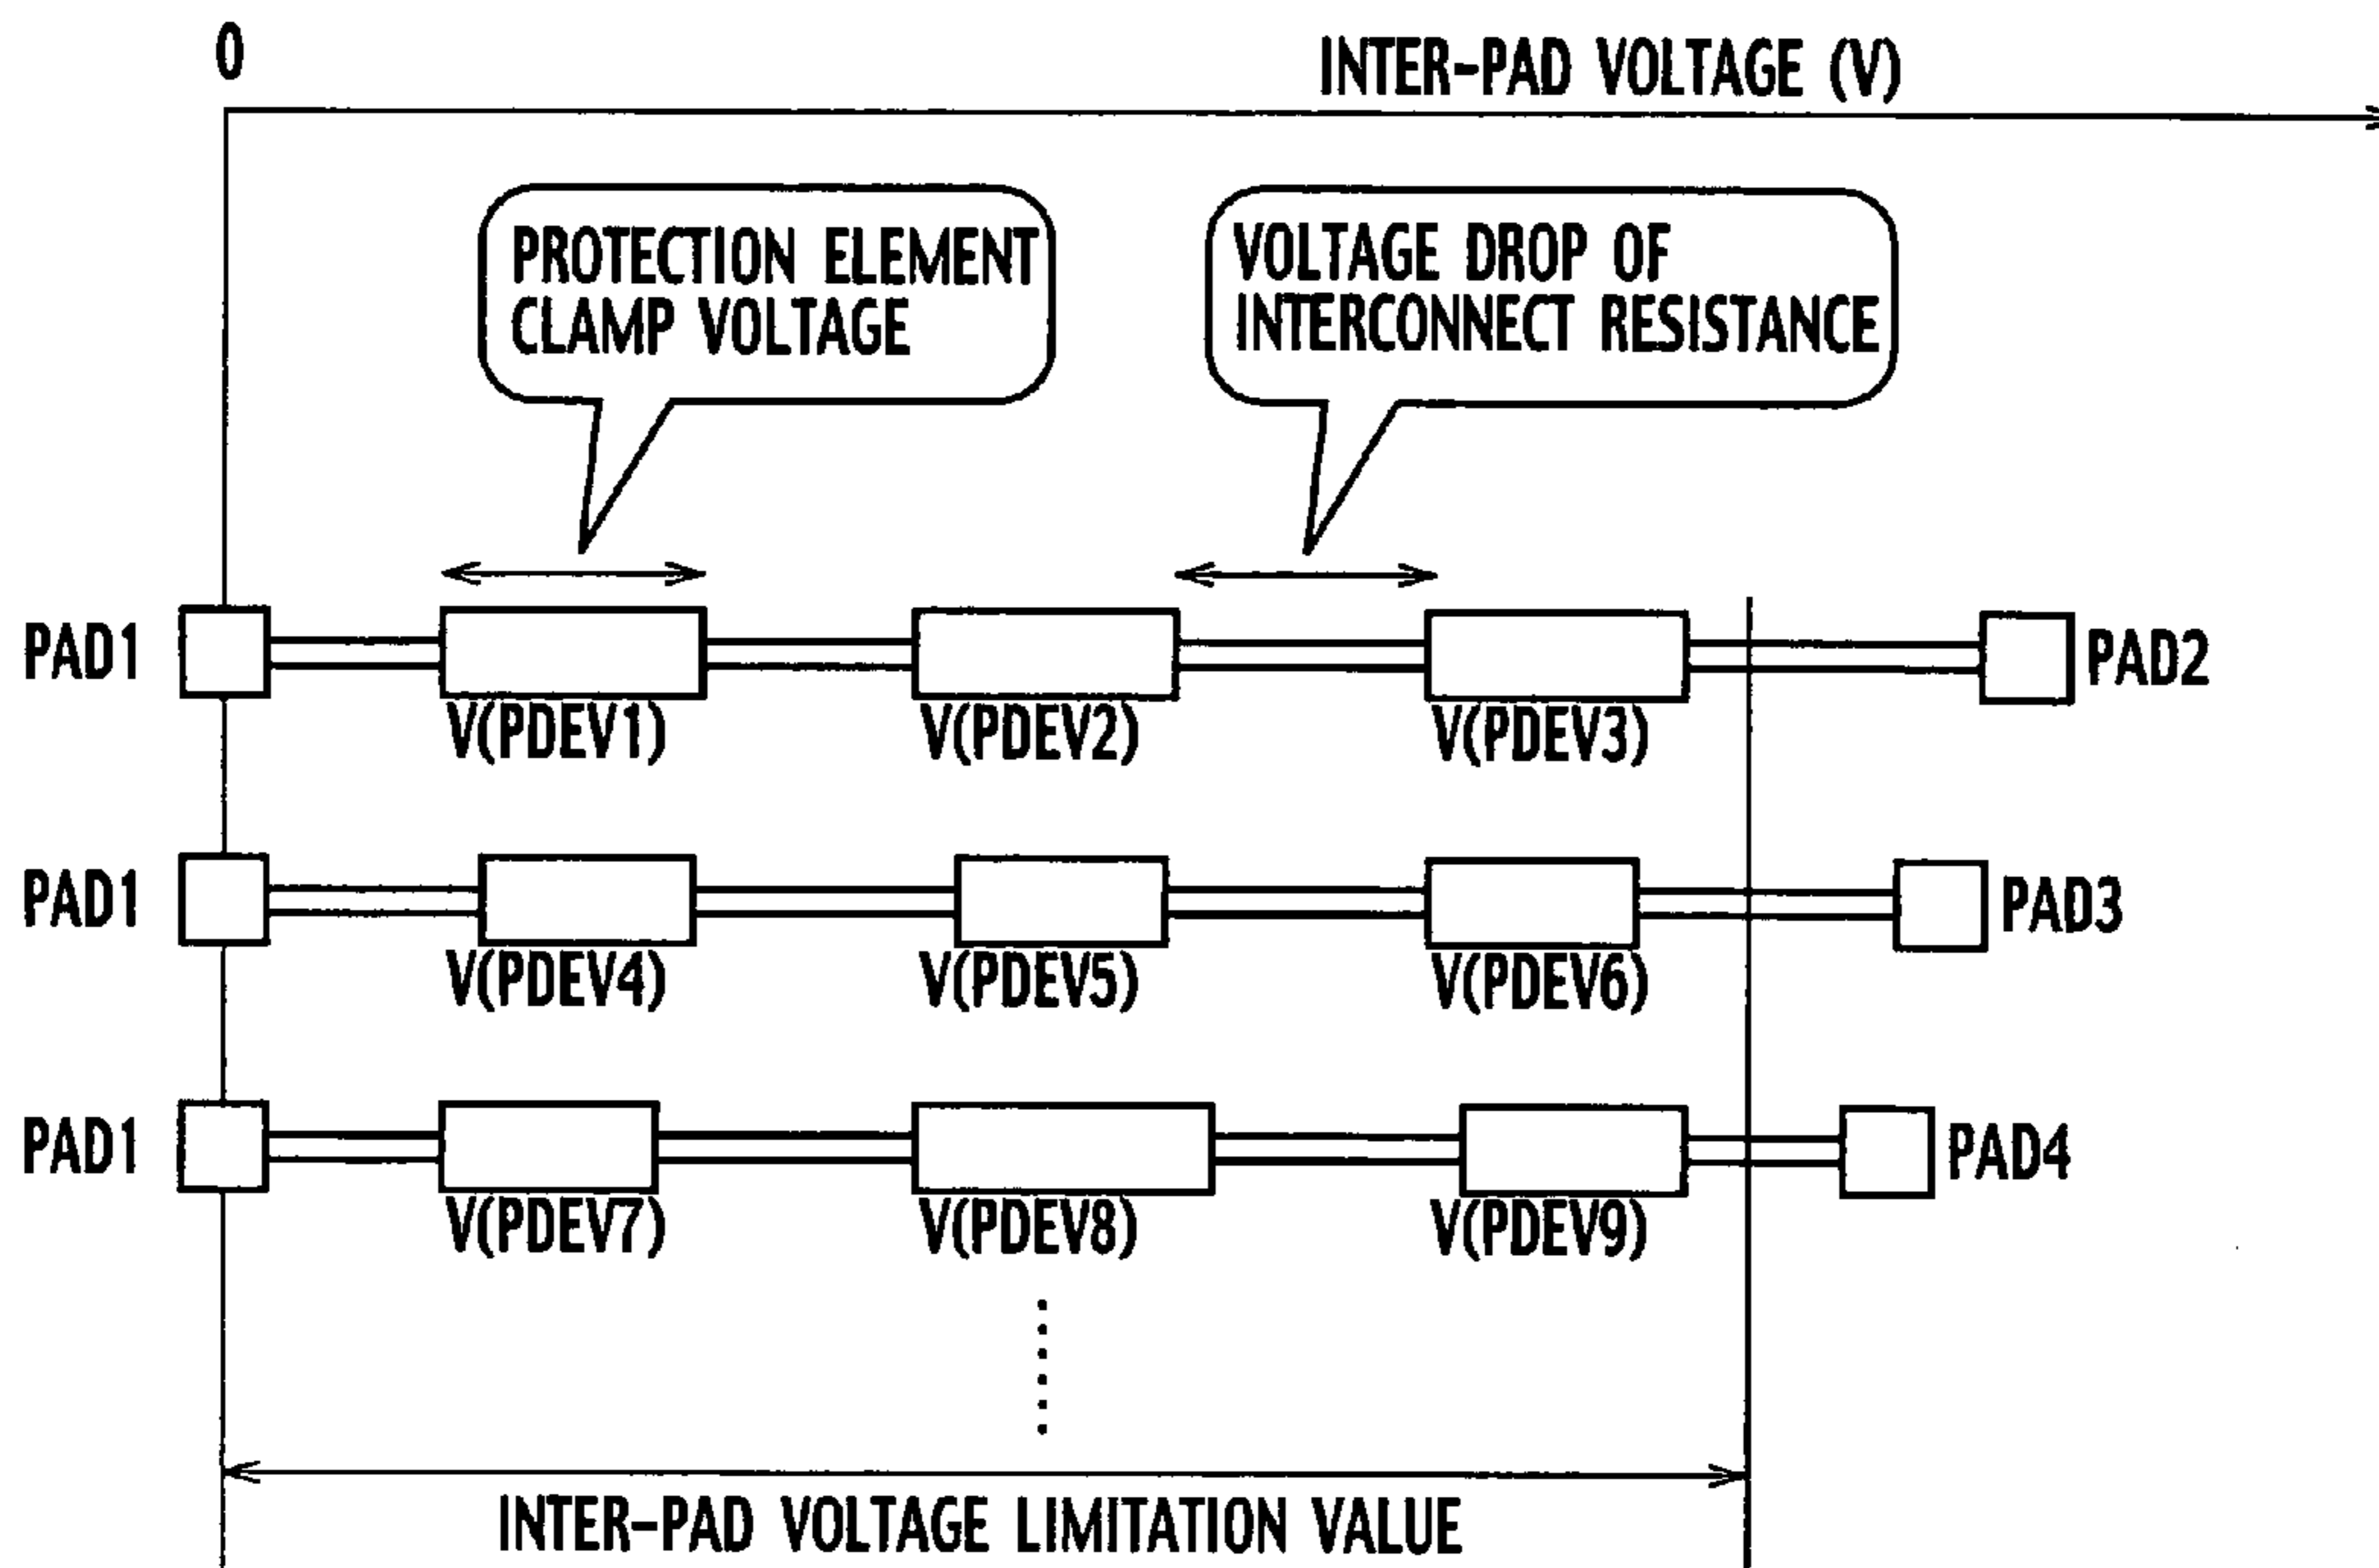 0
INTER-PAD VOLTAGE (V)
PROTECTION ELEMENT
CLAMP VOLTAGE
VOLTAGE DROP OF
INTERCONNECT RESISTANCE
PAD1
PAD2
V(PDEV1)
V(PDEV2)
V(PDEV3)
PAD1
PAD3
V(PDEV4)
V(PDEV5)
V(PDEV6)
PAD1
PAD4
V(PDEV7)
V(PDEV8)
V(PDEV9)
INTER-PAD VOLTAGE LIMITATION VALUE